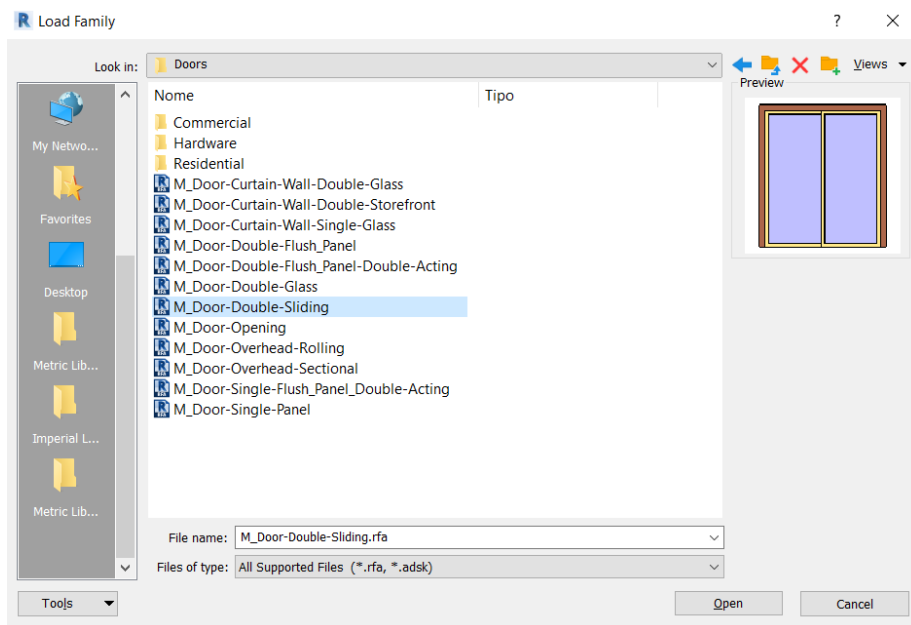 Load Family
Look in: Doors
Views
Preview
Nome Tipo
My Netwo...
Favorites
Desktop
Metric Lib...
Imperial L...
Metric Lib...
Commercial
Hardware
Residential
M_Door-Curtain-Wall-Double-Glass
M_Door-Curtain-Wall-Double-Storefront
M_Door-Curtain-Wall-Single-Glass
M_Door-Double-Flush_Panel
M_Door-Double-Flush_Panel-Double-Acting
M_Door-Double-Glass
M_Door-Double-Sliding
M_Door-Opening
M_Door-Overhead-Rolling
M_Door-Overhead-Sectional
M_Door-Single-Flush_Panel_Double-Acting
M_Door-Single-Panel
File name: M_Door-Double-Sliding.rfa
Files of type: All Supported Files (*.rfa, *.adsk)
Tools Open Cancel